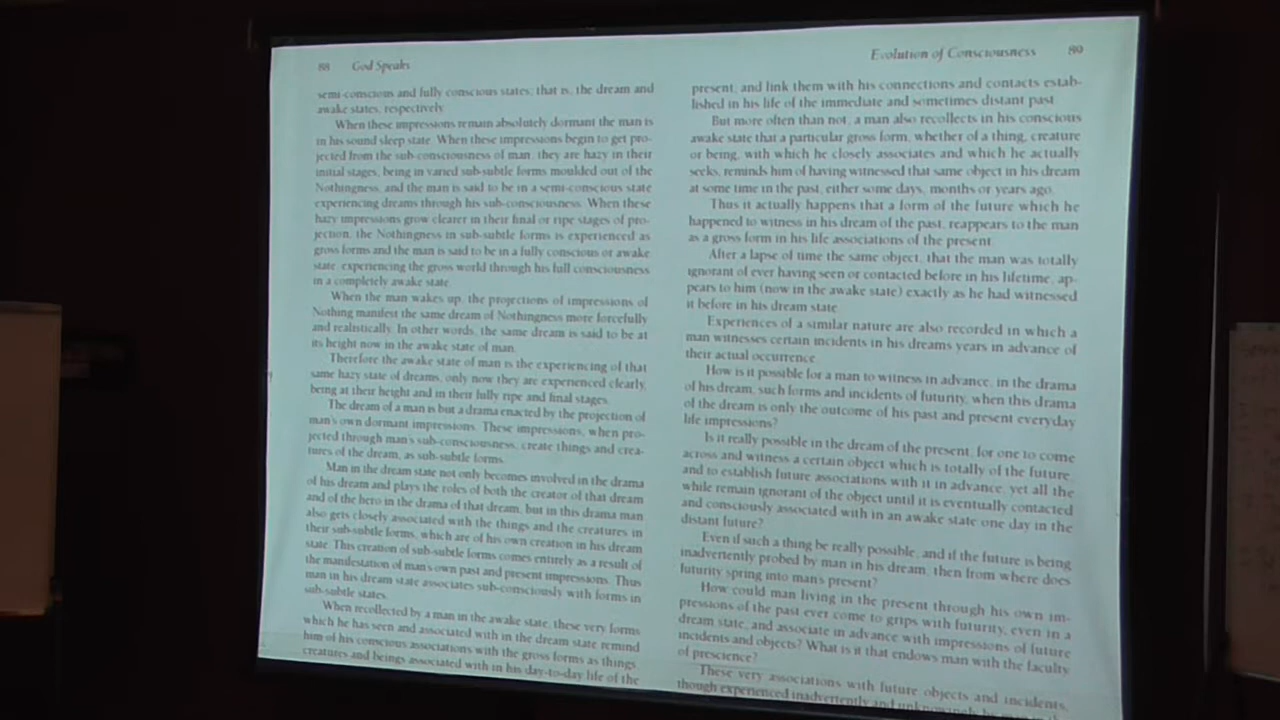 88 God Speaks
semi-conscious and fully conscious states, that is, the dream and
awake states, respectively.
When these impressions remain absolutely dormant the man is
in his sound sleep state. When these impressions begin to get pro-
jected from the sub-consciousness of man, they are hazy in their
initial stages, being in varied sub-subtle forms moulded out of the
Nothingness, and the man is said to be in a semi-conscious state
experiencing dreams through his sub-consciousness. When these
hazy impressions grow clearer in their final or ripe stages of pro-
jection, the Nothingness in sub-subtle forms is experienced as
gross forms and the man is said to be in a fully conscious or awake
state, experiencing the gross world through his full consciousness
in a completely awake state.
When the man wakes up, the projections of impressions of
Nothing manifest the same dream of Nothingness more forcefully
and realistically. In other words, the same dream is said to be at
its height now in the awake state of man.
Therefore the awake state of man is the experiencing of that
same hazy state of dreams, only now they are experienced clearly,
being at their height and in their fully ripe and final stages.
The dream of a man is but a drama enacted by the projection of
man's own dormant impressions. These impressions, when pro-
jected through man's sub-consciousness, create things and crea-
tures of the dream, as sub-subtle forms.
Man in the dream state not only becomes involved in the drama
of his dream and plays the roles of both the creator of that dream
and of the hero in the drama of that dream, but in this drama man
also gets closely associated with the things and the creatures in
their sub-subtle forms, which are of his own creation in his dream
state. This creation of sub-subtle forms comes entirely as a result of
the manifestation of man's own past and present impressions. Thus
man in his dream state associates sub-consciously with forms in
sub-subtle states.
When recollected by a man in the awake state, these very forms
which he has seen and associated with in the dream state remind
him of his conscious associations with the gross forms as things,
creatures and beings associated with in his day-to-day life of the
Evolution of Consciousness 89
present, and link them with his connections and contacts estab-
lished in his life of the immediate and sometimes distant past.
But more often than not, a man also recollects in his conscious
awake state that a particular gross form, whether of a thing, creature
or being, with which he closely associates and which he actually
seeks, reminds him of having witnessed that same object in his dream
at some time in the past, either some days, months or years ago.
Thus it actually happens that a form of the future which he
happened to witness in his dream of the past, reappears to the man
as a gross form in his life associations of the present.
After a lapse of time the same object, that the man was totally
ignorant of ever having seen or contacted before in his lifetime, ap-
pears to him (now in the awake state) exactly as he had witnessed
it before in his dream state.
Experiences of a similar nature are also recorded in which a
man witnesses certain incidents in his dreams years in advance of
their actual occurrence.
How is it possible for a man to witness in advance, in the drama
of his dream, such forms and incidents of futurity, when this drama
of the dream is only the outcome of his past and present everyday
life impressions?
Is it really possible in the dream of the present, for one to come
across and witness a certain object which is totally of the future,
and to establish future associations with it in advance, yet all the
while remain ignorant of the object until it is eventually contacted
and consciously associated with in an awake state one day in the
distant future?
Even if such a thing be really possible, and if the future is being
inadvertently probed by man in his dream, then from where does
futurity spring into man's present?
How could man living in the present through his own im-
pressions of the past ever come to grips with futurity, even in a
dream state, and associate in advance with impressions of future
incidents and objects? What is it that endows man with the faculty
of prescience?
These very associations with future objects and incidents,
though experienced inadvertently and unknowingly by man